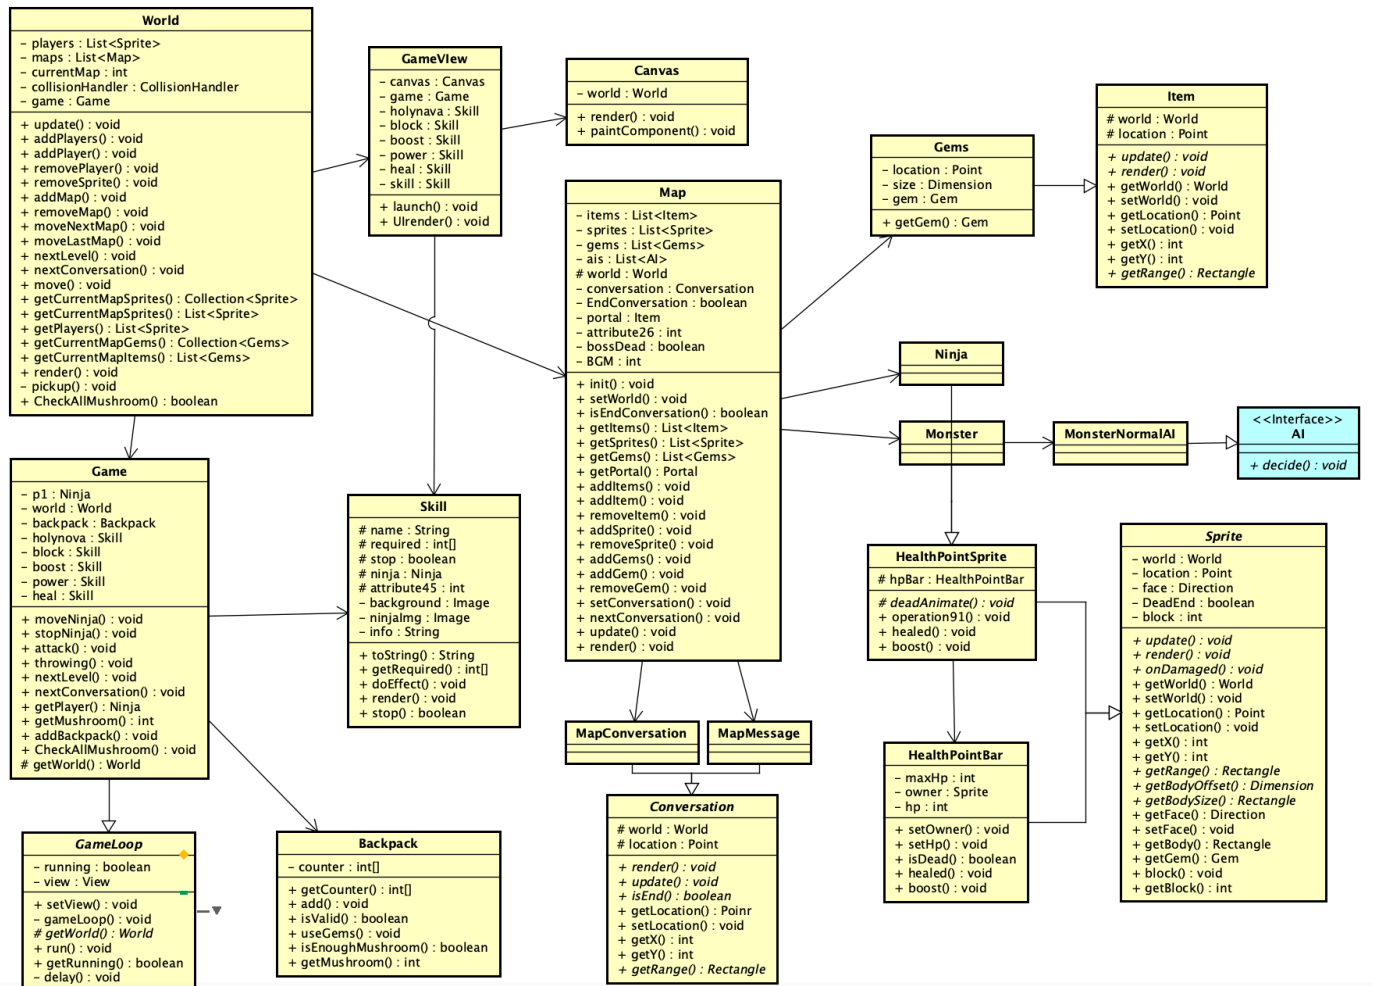 World
– players : List<Sprite>
– maps : List<Map>
– currentMap : int
– collisionHandler : CollisionHandler
– game : Game
+ update() : void
+ addPlayers() : void
+ addPlayer() : void
+ removePlayer() : void
+ removeSprite() : void
+ addMap() : void
+ removeMap() : void
+ moveNextMap() : void
+ moveLastMap() : void
+ nextLevel() : void
+ nextConversation() : void
+ move() : void
+ getCurrentMapSprites() : Collection<Sprite>
+ getCurrentMapSprites() : List<Sprite>
+ getPlayers() : List<Sprite>
+ getCurrentMapGems() : Collection<Gems>
+ getCurrentMapItems() : List<Gems>
+ render() : void
– pickup() : void
+ CheckAllMushroom() : boolean
GameVIew
– canvas : Canvas
– game : Game
– holynava : Skill
– block : Skill
– boost : Skill
– power : Skill
– heal : Skill
– skill : Skill
+ launch() : void
+ UIrender() : void
Canvas
– world : World
+ render() : void
+ paintComponent() : void
Map
– items : List<Item>
– sprites : List<Sprite>
– gems : List<Gems>
– ais : List<AI>
# world : World
– conversation : Conversation
– EndConversation : boolean
– portal : Item
– attribute26 : int
– bossDead : boolean
– BGM : int
+ init() : void
+ setWorld() : void
+ isEndConversation() : boolean
+ getItems() : List<Item>
+ getSprites() : List<Sprite>
+ getGems() : List<Gems>
+ getPortal() : Portal
+ addItems() : void
+ addItem() : void
+ removeItem() : void
+ addSprite() : void
+ removeSprite() : void
+ addGems() : void
+ addGem() : void
+ removeGem() : void
+ setConversation() : void
+ nextConversation() : void
+ update() : void
+ render() : void
Gems
– location : Point
– size : Dimension
– gem : Gem
+ getGem() : Gem
Item
# world : World
# location : Point
+ update() : void
+ render() : void
+ getWorld() : World
+ setWorld() : void
+ getLocation() : Point
+ setLocation() : void
+ getX() : int
+ getY() : int
+ getRange() : Rectangle
Ninja
Monster
MonsterNormalAI
<<Interface>>
AI
+ decide() : void
Game
– p1 : Ninja
– world : World
– backpack : Backpack
– holynova : Skill
– block : Skill
– boost : Skill
– power : Skill
– heal : Skill
+ moveNinja() : void
+ stopNinja() : void
+ attack() : void
+ throwing() : void
+ nextLevel() : void
+ nextConversation() : void
+ getPlayer() : Ninja
+ getMushroom() : int
+ addBackpack() : void
+ CheckAllMushroom() : void
# getWorld() : World
Skill
# name : String
# required : int[]
# stop : boolean
# ninja : Ninja
# attribute45 : int
– background : Image
– ninjaImg : Image
– info : String
+ toString() : String
+ getRequired() : int[]
+ doEffect() : void
+ render() : void
+ stop() : boolean
HealthPointSprite
# hpBar : HealthPointBar
# deadAnimate() : void
+ operation91() : void
+ healed() : void
+ boost() : void
Sprite
– world : World
– location : Point
– face : Direction
– DeadEnd : boolean
– block : int
+ update() : void
+ render() : void
+ onDamaged() : void
+ getWorld() : World
+ setWorld() : void
+ getLocation() : Point
+ setLocation() : void
+ getX() : int
+ getY() : int
+ getRange() : Rectangle
+ getBodyOffset() : Dimension
+ getBodySize() : Rectangle
+ getFace() : Direction
+ setFace() : void
+ getBody() : Rectangle
+ getGem() : Gem
+ block() : void
+ getBlock() : int
MapConversation
MapMessage
HealthPointBar
– maxHp : int
– owner : Sprite
– hp : int
+ setOwner() : void
+ setHp() : void
+ isDead() : boolean
+ healed() : void
+ boost() : void
Conversation
# world : World
# location : Point
+ render() : void
+ update() : void
+ isEnd() : boolean
+ getLocation() : Poinr
+ setLocation() : void
+ getX() : int
+ getY() : int
+ getRange() : Rectangle
GameLoop
– running : boolean
– view : View
+ setView() : void
– gameLoop() : void
# getWorld() : World
+ run() : void
+ getRunning() : boolean
– delay() : void
Backpack
– counter : int[]
+ getCounter() : int[]
+ add() : void
+ isValid() : boolean
+ useGems() : void
+ isEnoughMushroom() : boolean
+ getMushroom() : int